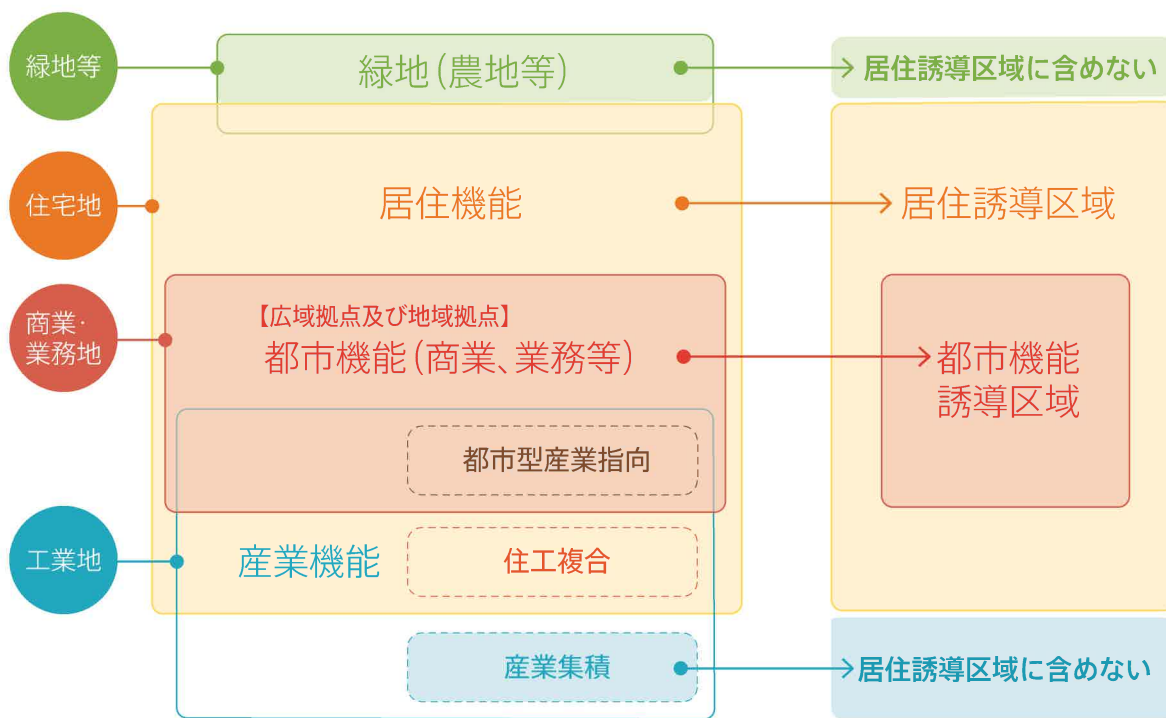 緑地等
緑地(農地等)
居住誘導区域に含めない
住宅地
居住機能
居住誘導区域
商業・
業務地
【広域拠点及び地域拠点】
都市機能(商業、業務等)
都市機能
誘導区域
都市型産業指向
工業地
産業機能
住工複合
産業集積
居住誘導区域に含めない